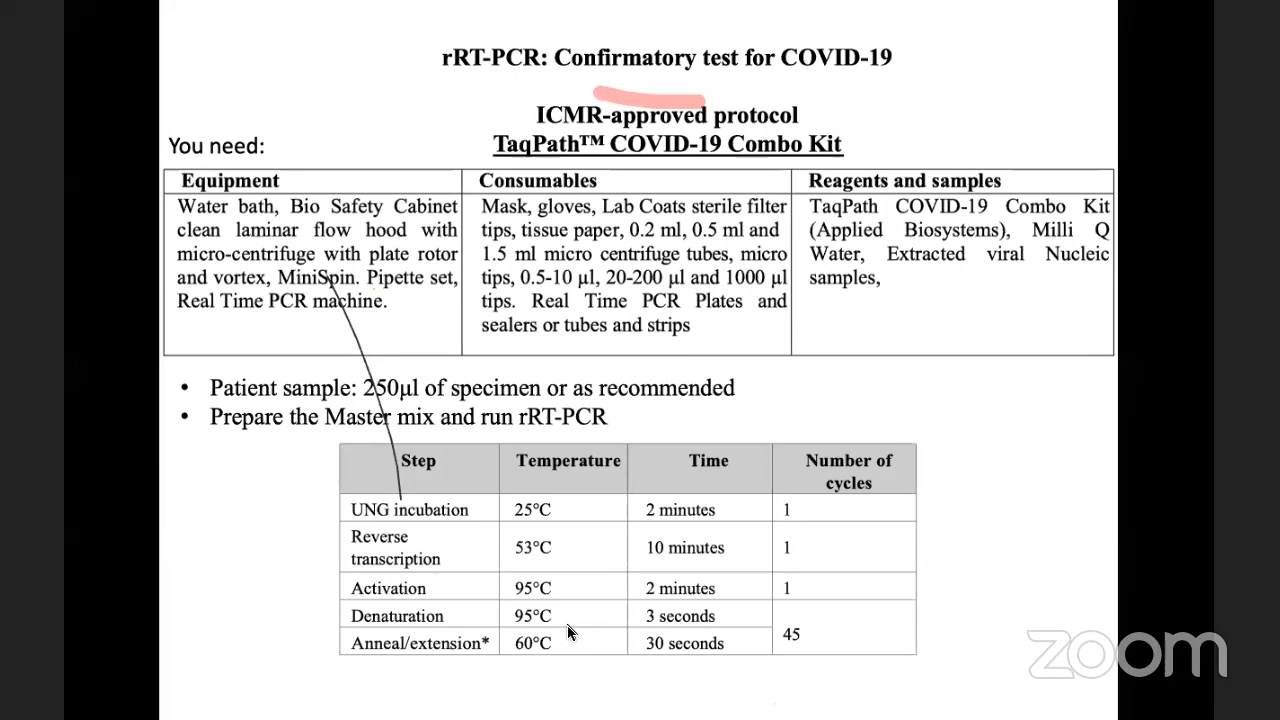 rRT-PCR: Confirmatory test for COVID-19
ICMR-approved protocol
TaqPath™ COVID-19 Combo Kit
You need:
Equipment
Consumables
Reagents and samples
Water bath, Bio Safety Cabinet
clean laminar flow hood with
micro-centrifuge with plate rotor
and vortex, MiniSpin. Pipette set,
Real Time PCR machine.
Mask, gloves, Lab Coats sterile filter
tips, tissue paper, 0.2 ml, 0.5 ml and
1.5 ml micro centrifuge tubes, micro
tips, 0.5-10 µl, 20-200 µl and 1000 µl
tips. Real Time PCR Plates and
sealers or tubes and strips
TaqPath COVID-19 Combo Kit
(Applied Biosystems), Milli Q
Water, Extracted viral Nucleic
samples,
• Patient sample: 250µl of specimen or as recommended
• Prepare the Master mix and run rRT-PCR
Step Temperature Time Number of
cycles
UNG incubation 25°C 2 minutes 1
Reverse
transcription 53°C 10 minutes 1
Activation 95°C 2 minutes 1
Denaturation 95°C 3 seconds
45
Anneal/extension* 60°C 30 seconds
zoom